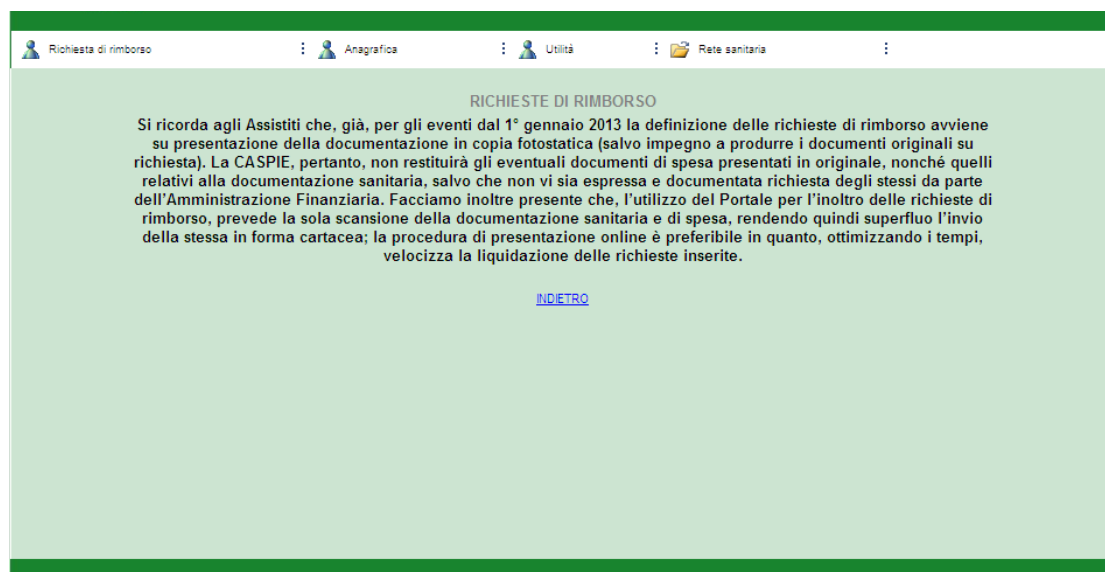 Richiesta di rimborso Anagrafica Utilità Rete sanitaria
RICHIESTE DI RIMBORSO
Si ricorda agli Assistiti che, già, per gli eventi dal 1° gennaio 2013 la definizione delle richieste di rimborso avviene
su presentazione della documentazione in copia fotostatica (salvo impegno a produrre i documenti originali su
richiesta). La CASPIE, pertanto, non restituirà gli eventuali documenti di spesa presentati in originale, nonché quelli
relativi alla documentazione sanitaria, salvo che non vi sia espressa e documentata richiesta degli stessi da parte
dell’Amministrazione Finanziaria. Facciamo inoltre presente che, l’utilizzo del Portale per l’inoltro delle richieste di
rimborso, prevede la sola scansione della documentazione sanitaria e di spesa, rendendo quindi superfluo l’invio
della stessa in forma cartacea; la procedura di presentazione online è preferibile in quanto, ottimizzando i tempi,
velocizza la liquidazione delle richieste inserite.
INDIETRO